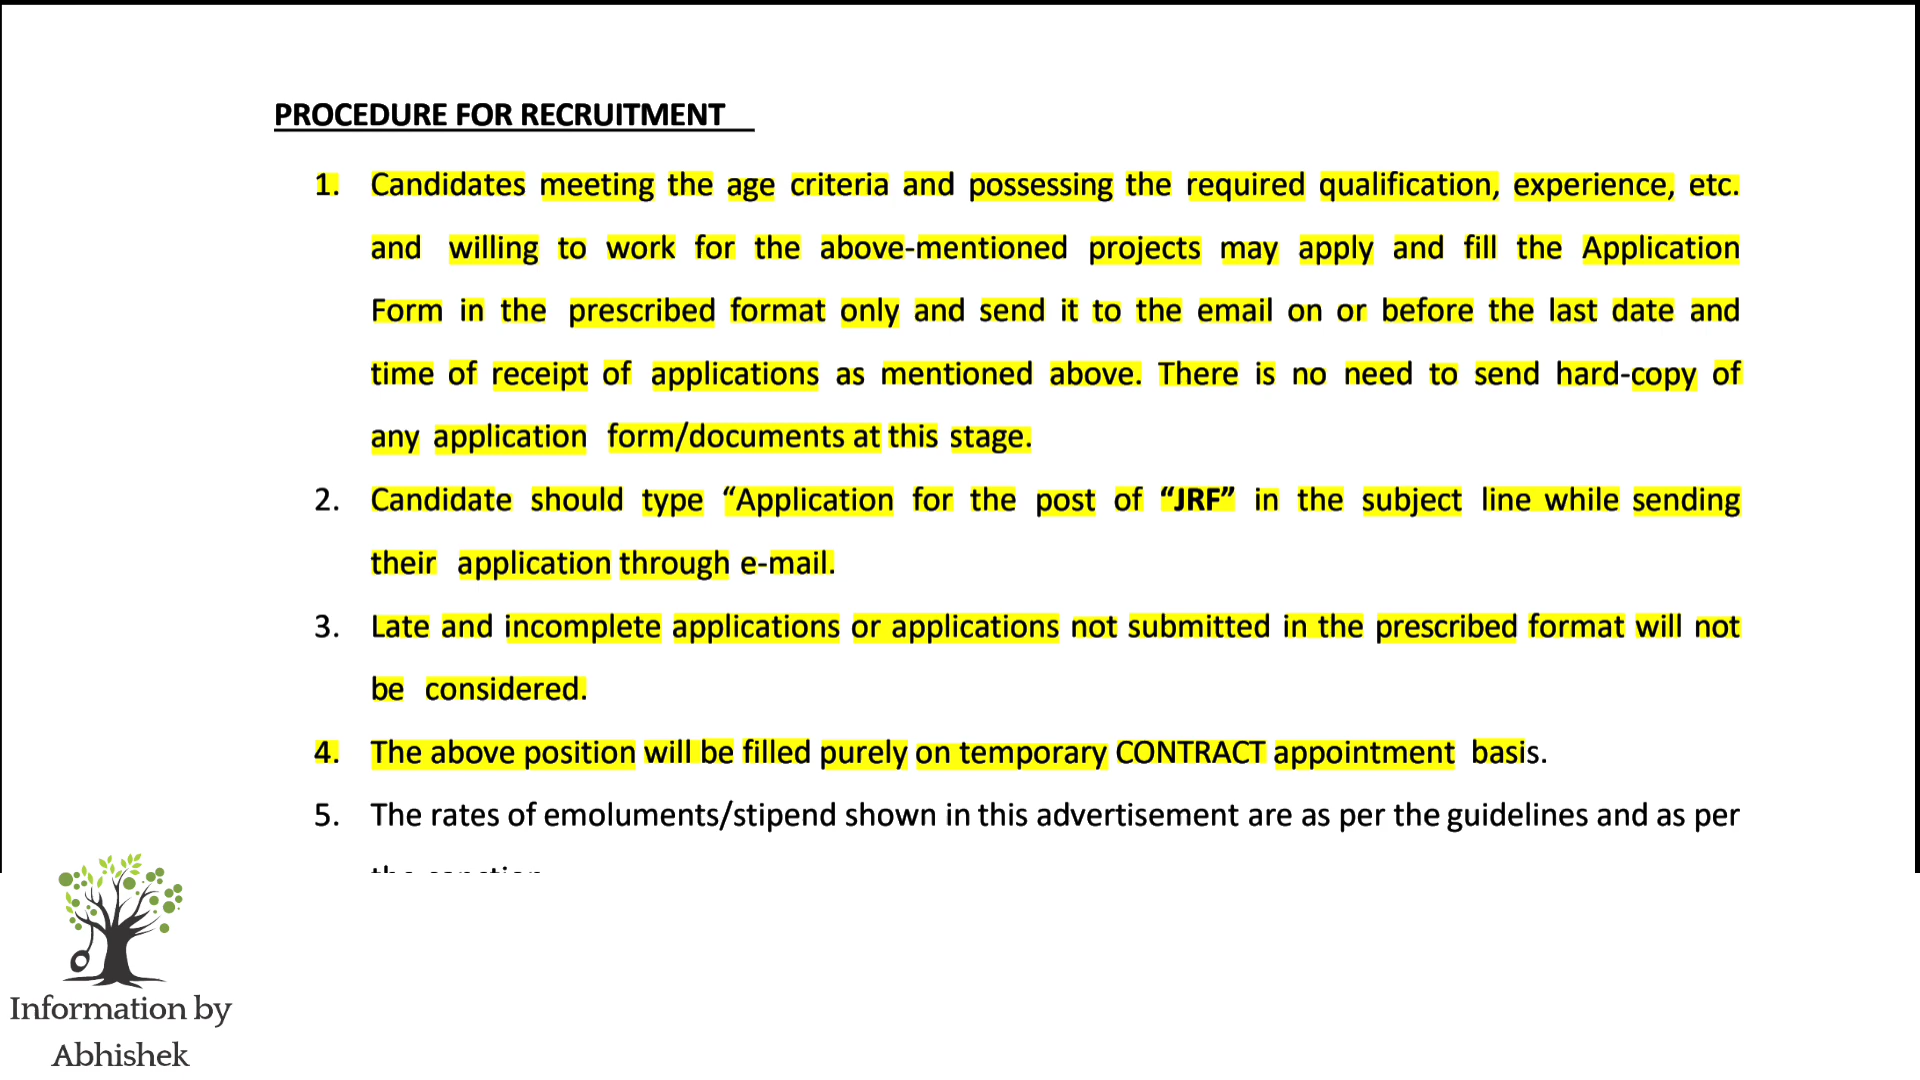 PROCEDURE FOR RECRUITMENT
1. Candidates meeting the age criteria and possessing the required qualification, experience, etc.
and willing to work for the above-mentioned projects may apply and fill the Application
Form in the prescribed format only and send it to the email on or before the last date and
time of receipt of applications as mentioned above. There is no need to send hard-copy of
any application form/documents at this stage.
2. Candidate should type “Application for the post of “JRF” in the subject line while sending
their application through e-mail.
3. Late and incomplete applications or applications not submitted in the prescribed format will not
be considered.
4. The above position will be filled purely on temporary CONTRACT appointment basis.
5. The rates of emoluments/stipend shown in this advertisement are as per the guidelines and as per
Information by
Abhishek